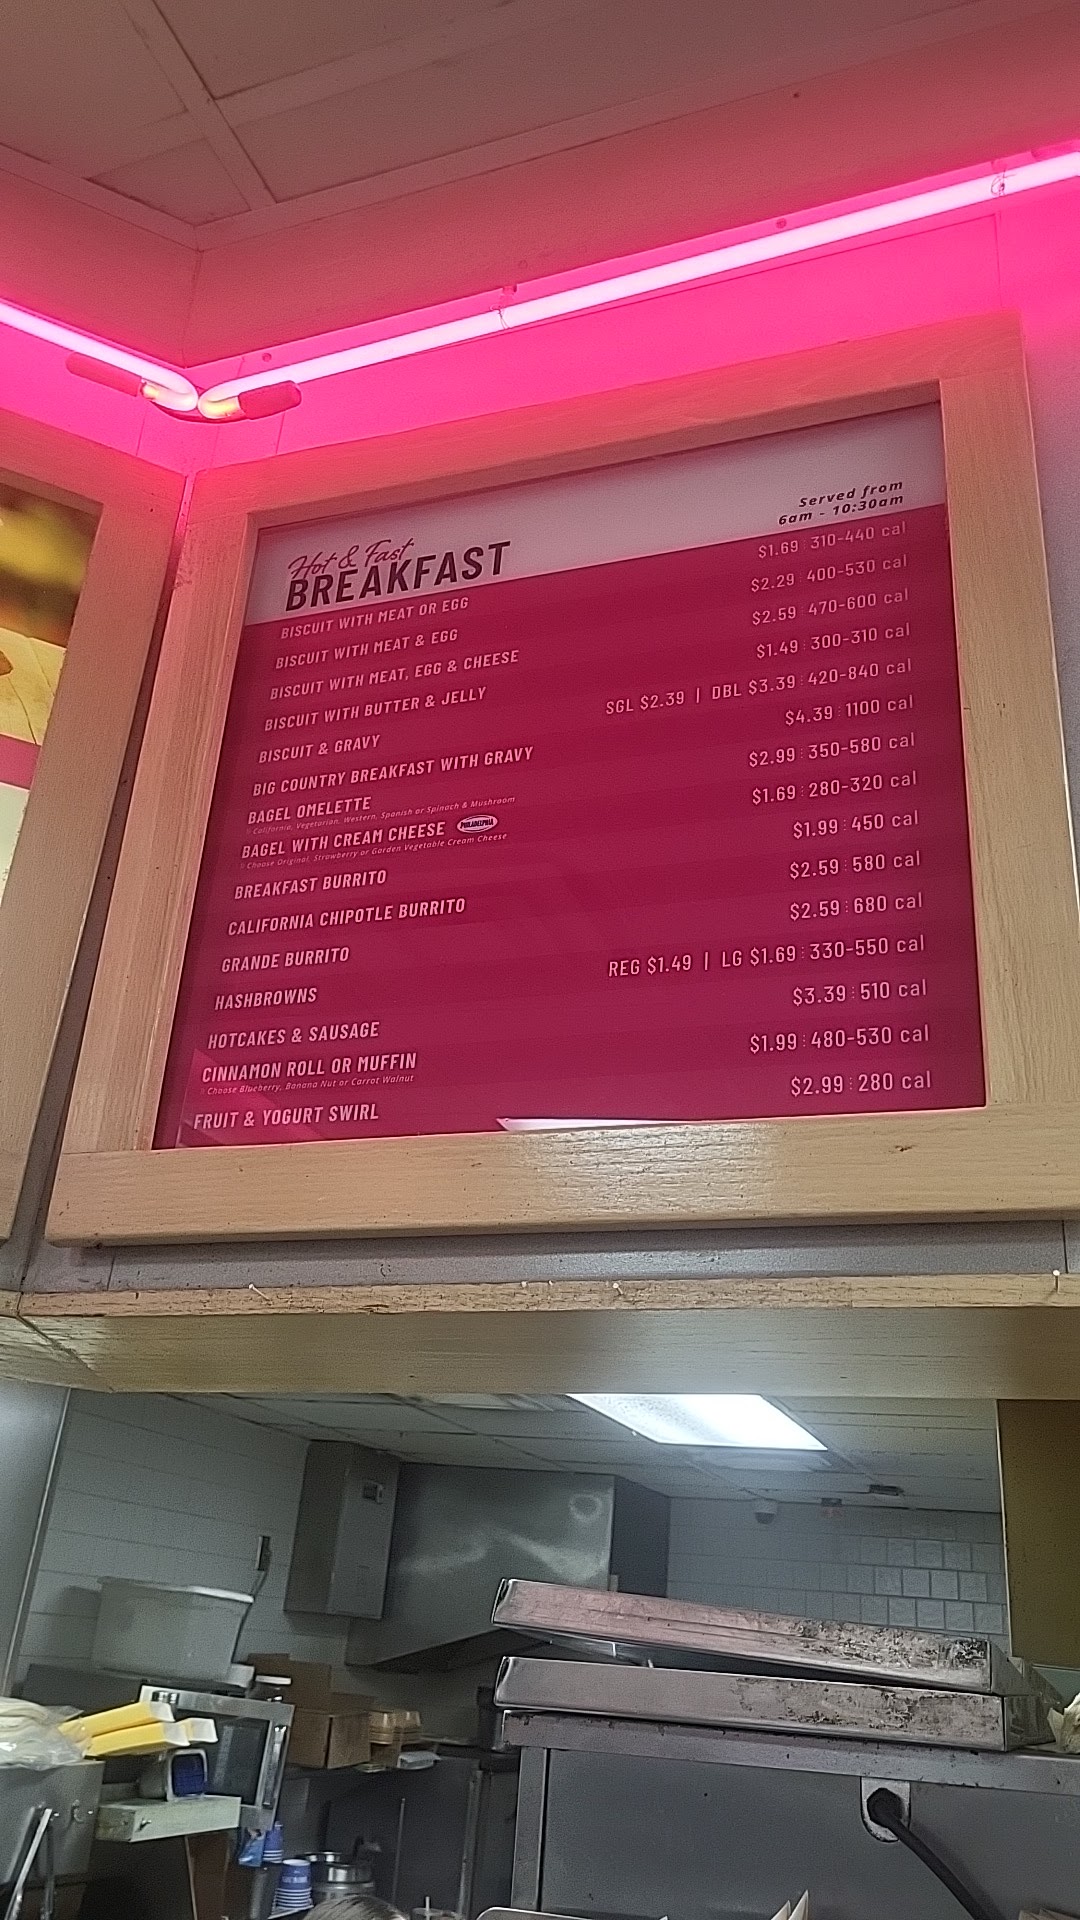 Hot & Fast
BREAKFAST
Served from
6am - 10:30am
BISCUIT WITH MEAT OR EGG $1.69 310-440 cal
BISCUIT WITH MEAT & EGG $2.29 400-530 cal
BISCUIT WITH MEAT, EGG & CHEESE $2.59 470-600 cal
BISCUIT WITH BUTTER & JELLY $1.49 300-310 cal
BISCUIT & GRAVY SGL $2.39 | DBL $3.39 420-840 cal
BIG COUNTRY BREAKFAST WITH GRAVY $4.39 1100 cal
BAGEL OMELETTE $2.99 350-580 cal
California, Vegetarian, Western, Spanish or Spinach & Mushroom
BAGEL WITH CREAM CHEESE PHILADELPHIA $1.69 280-320 cal
Choose Original, Strawberry or Garden Vegetable Cream Cheese
BREAKFAST BURRITO $1.99 450 cal
CALIFORNIA CHIPOTLE BURRITO $2.59 580 cal
GRANDE BURRITO $2.59 680 cal
HASHBROWNS REG $1.49 | LG $1.69 330-550 cal
HOTCAKES & SAUSAGE $3.39 510 cal
CINNAMON ROLL OR MUFFIN $1.99 480-530 cal
Choose Blueberry, Banana Nut or Carrot Walnut
FRUIT & YOGURT SWIRL $2.99 280 cal